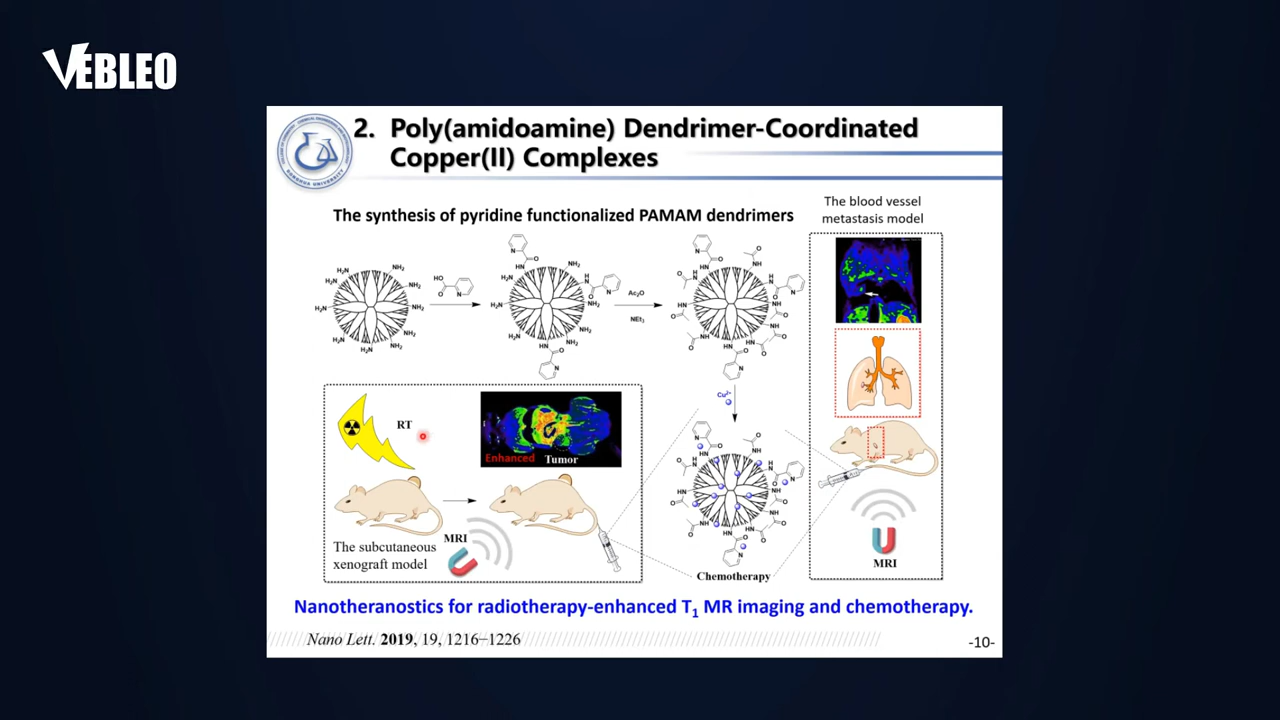 VEBLEO
2. Poly(amidoamine) Dendrimer-Coordinated
Copper(II) Complexes
The synthesis of pyridine functionalized PAMAM dendrimers
The blood vessel
metastasis model
Ac₂O
NEt₃
Cu²⁺
RT
Enhanced Tumor
MRI
The subcutaneous
xenograft model
Chemotherapy
MRI
Nanotheranostics for radiotherapy-enhanced T₁ MR imaging and chemotherapy.
Nano Lett. 2019, 19, 1216−1226
-10-